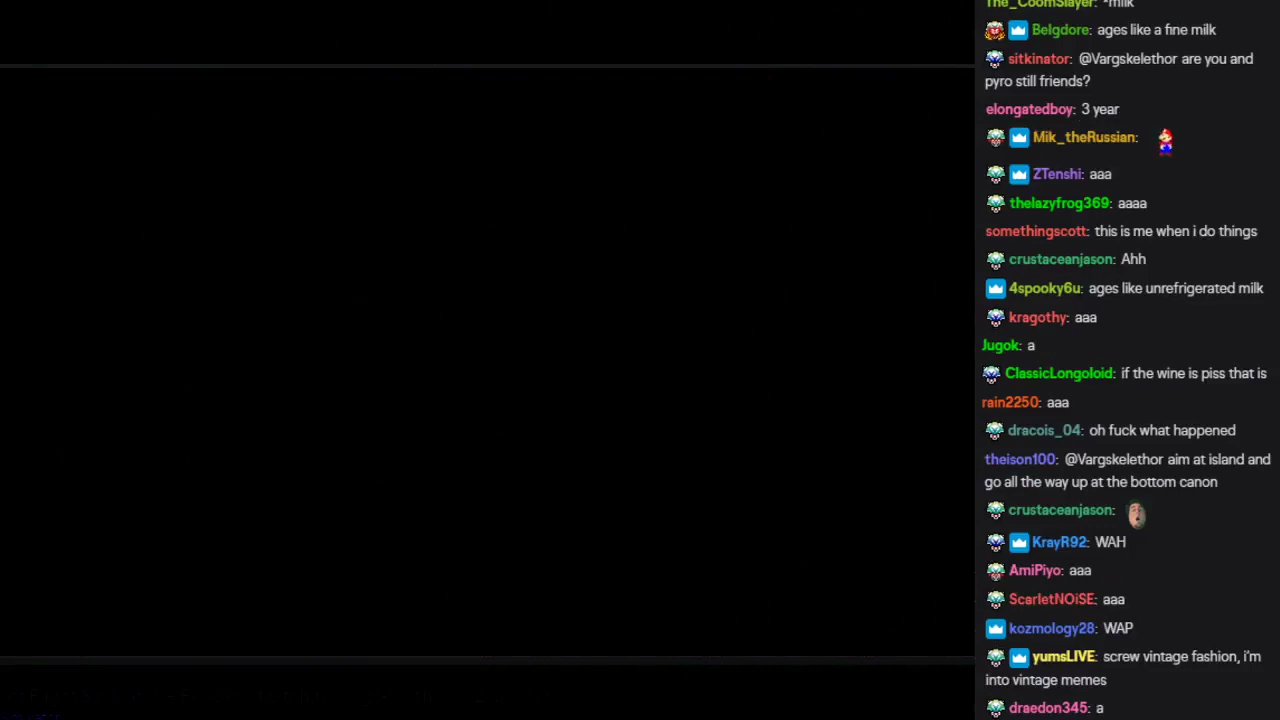 The_CoomSlayer: *milk
Belgdore: ages like a fine milk
sitkinator: @Vargskelethor are you and
pyro still friends?
elongatedboy: 3 year
Mik_theRussian:
ZTenshi: aaa
thelazyfrog369: aaaa
somethingscott: this is me when i do things
crustaceanjason: Ahh
4spooky6u: ages like unrefrigerated milk
kragothy: aaa
Jugok: a
ClassicLongoloid: if the wine is piss that is
rain2250: aaa
dracois_04: oh fuck what happened
theison100: @Vargskelethor aim at island and
go all the way up at the bottom canon
crustaceanjason:
KrayR92: WAH
AmiPiyo: aaa
ScarletNOiSE: aaa
kozmology28: WAP
yumsLIVE: screw vintage fashion, i'm
into vintage memes
draedon345: a